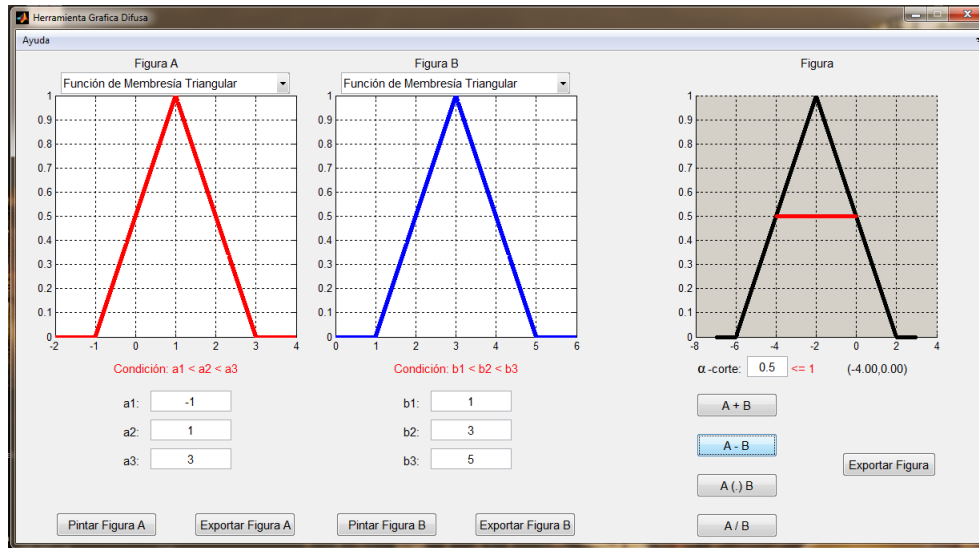 Herramienta Grafica Difusa
Ayuda
Figura A
Función de Membresía Triangular
1
0.9
0.8
0.7
0.6
0.5
0.4
0.3
0.2
0.1
0
-2 -1 0 1 2 3 4
Condición: a1 < a2 < a3
a1: -1
a2: 1
a3: 3
Pintar Figura A
Exportar Figura A
Figura B
Función de Membresía Triangular
1
0.9
0.8
0.7
0.6
0.5
0.4
0.3
0.2
0.1
0
0 1 2 3 4 5 6
Condición: b1 < b2 < b3
b1: 1
b2: 3
b3: 5
Pintar Figura B
Exportar Figura B
Figura
1
0.9
0.8
0.7
0.6
0.5
0.4
0.3
0.2
0.1
0
-8 -6 -4 -2 0 2 4
α -corte: 0.5 <= 1 (-4.00,0.00)
A + B
A - B
A (.) B
A / B
Exportar Figura